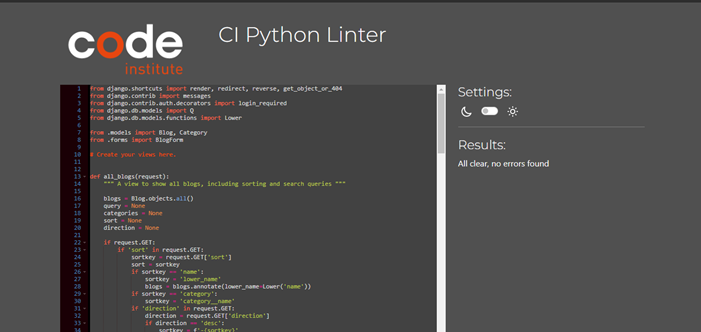 code
institute
CI Python Linter
1 from django.shortcuts import render, redirect, reverse, get_object_or_404
2 from django.contrib import messages
3 from django.contrib.auth.decorators import login_required
4 from django.db.models import Q
5 from django.db.models.functions import Lower
6
7 from .models import Blog, Category
8 from .forms import BlogForm
9
10 # Create your views here.
11
12
13 def all_blogs(request):
14 """ A view to show all blogs, including sorting and search queries """
15
16 blogs = Blog.objects.all()
17 query = None
18 categories = None
19 sort = None
20 direction = None
21
22 if request.GET:
23 if 'sort' in request.GET:
24 sortkey = request.GET['sort']
25 sort = sortkey
26 if sortkey == 'name':
27 sortkey = 'lower_name'
28 blogs = blogs.annotate(lower_name=Lower('name'))
29 if sortkey == 'category':
30 sortkey = 'category__name'
31 if 'direction' in request.GET:
32 direction = request.GET['direction']
33 if direction == 'desc':
34 sortkey = f'-{sortkey}'
Settings:
Results:
All clear, no errors found